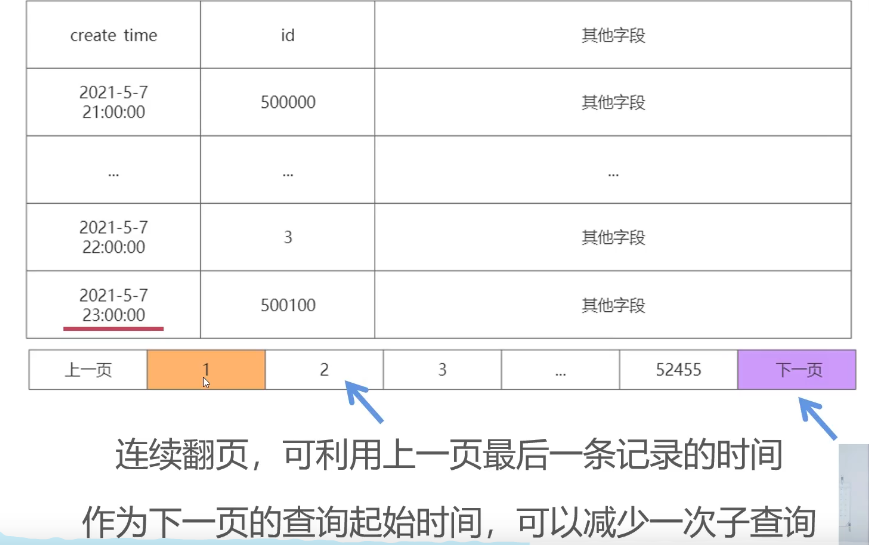 create time id 其他字段
2021-5-7
21:00:00 500000 其他字段
... ... ...
2021-5-7
22:00:00 3 其他字段
2021-5-7
23:00:00 500100 其他字段
上一页 1 2 3 ... 52455 下一页
连续翻页，可利用上一页最后一条记录的时间
作为下一页的查询起始时间，可以减少一次子查询